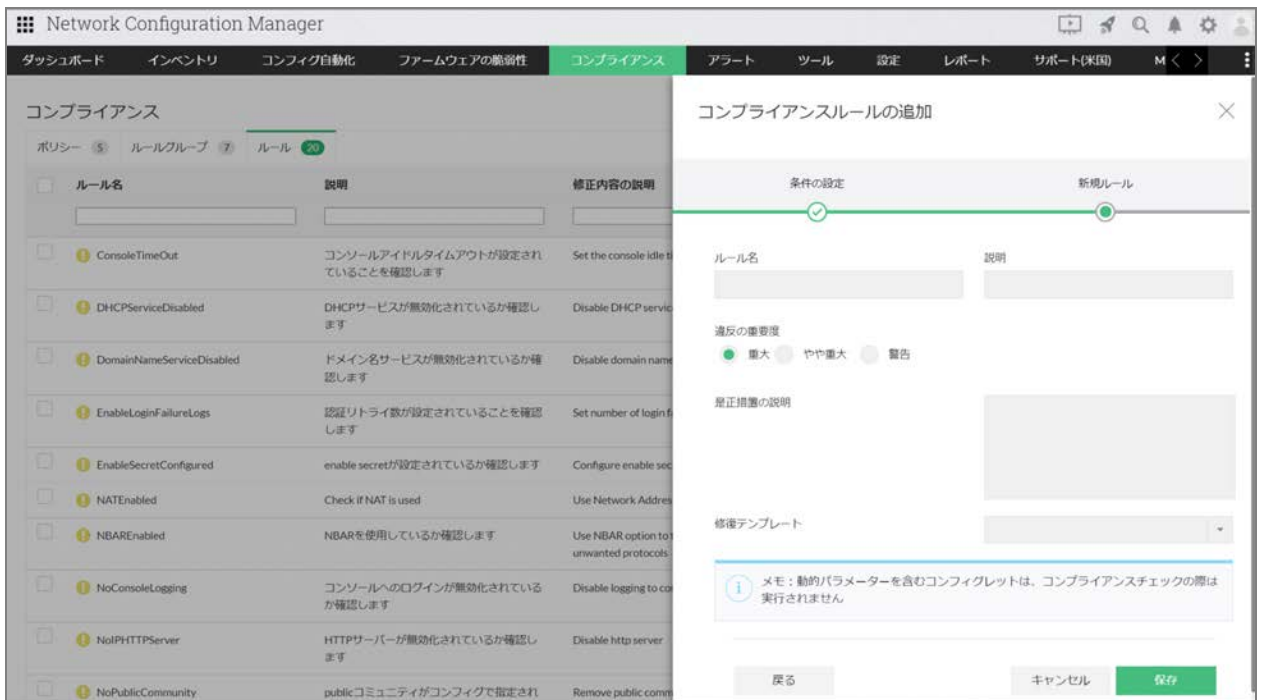 Network Configuration Manager
ダッシュボード インベントリ コンフィグ自動化 ファームウェアの脆弱性 コンプライアンス アラート ツール 設定 レポート サポート(米国) M
コンプライアンス
ポリシー 5 ルールグループ 7 ルール 20
ルール名 説明 修正内容の説明
ConsoleTimeOut コンソールアイドルタイムアウトが設定され Set the console idle
ていることを確認します
DHCPServiceDisabled DHCPサービスが無効化されているか確認し Disable DHCP
ます
DomainNameServiceDisabled ドメイン名サービスが無効化されているか確 Disable domain name
認します
EnableLoginFailureLogs 認証リトライ数が設定されていることを確認 Set number of login
します
EnableSecretConfigured enable secretが設定されているか確認します Configure enable
NATEnabled Check if NAT is used Use Network
NBAREnabled NBARを使用しているか確認します Use NBAR option to
unwanted protocols
NoConsoleLogging コンソールへのログインが無効化されている Disable logging to
か確認します
NoIPHTTPServer HTTPサーバーが無効化されているか確認し Disable http server
ます
NoPublicCommunity publicコミュニティがコンフィグで指定され Remove public
コンプライアンスルールの追加
条件の設定 新規ルール
ルール名 説明
違反の重要度
重大 やや重大 警告
是正措置の説明
修復テンプレート
メモ：動的パラメーターを含むコンフィグレットは、コンプライアンスチェックの際は
実行されません
戻る キャンセル 保存